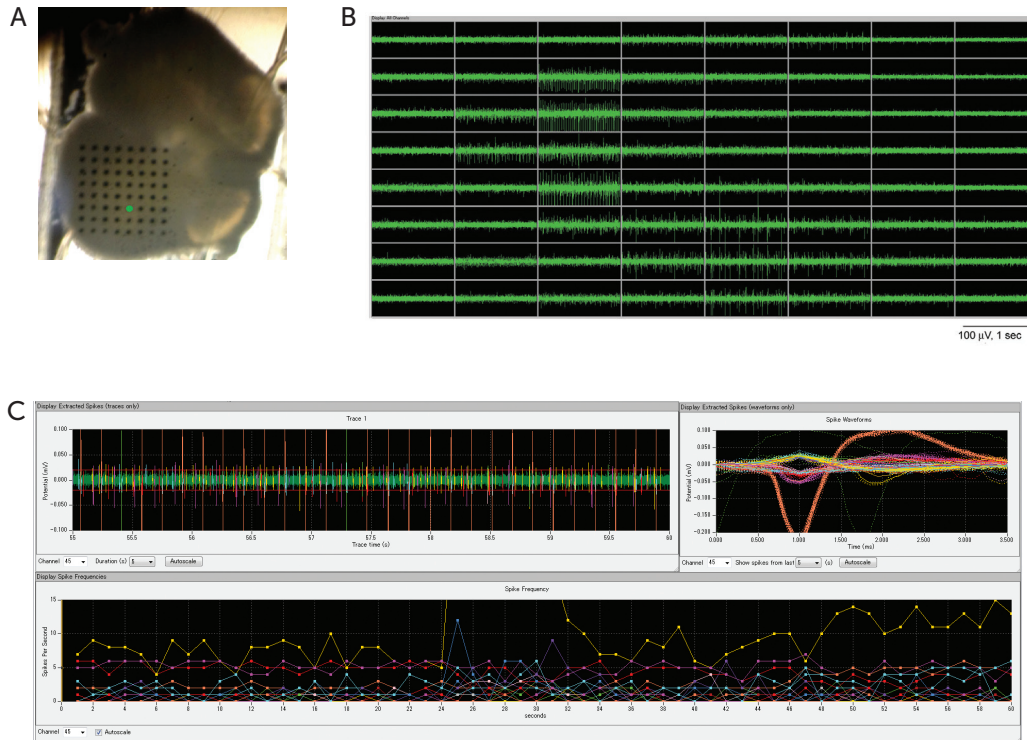 A
B
Display All Channels
100 µV, 1 sec
C
Display Extracted Spikes (traces only)
Trace 1
Potential (mV)
0.100
0.050
0.000
-0.050
-0.100
55 55.5 56 56.5 57 57.5 58 58.5 59 59.5 60
Trace time (s)
Channel 45 Duration (s) 5 Autoscale
Display Extracted Spikes (waveforms only)
Spike Waveforms
Potential (mV)
0.100
0.050
0.000
-0.050
-0.100
-0.150
-0.200
0.000 0.500 1.000 1.500 2.000 2.500 3.000 3.500
Time (ms)
Channel 45 Show spikes from last 5 (s) Autoscale
Display Spike Frequencies
Spike Frequency
Spikes Per Second
15
10
5
0
0 2 4 6 8 10 12 14 16 18 20 22 24 26 28 30 32 34 36 38 40 42 44 46 48 50 52 54 56 58 60
seconds
Channel 45 Autoscale